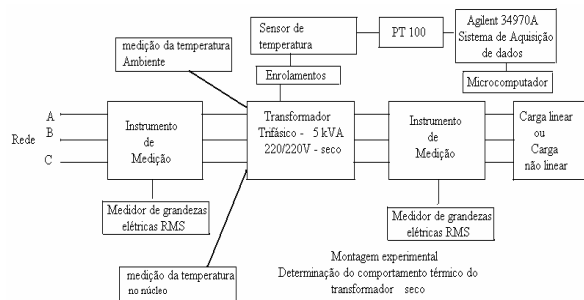 Sensor de
temperatura
PT 100
Agilent 34970A
Sistema de Aquisição
de dados
medição da temperatura
Ambiente
Enrolamentos
Microcomputador
Rede
A
B
C
Instrumento
de
Medição
Transformador
Trifásico - 5 kVA
220/220V - seco
Instrumento
de
Medição
Carga linear
ou
Carga
não linear
Medidor de grandezas
elétricas RMS
Medidor de grandezas
elétricas RMS
medição da temperatura
no núcleo
Montagem experimental
Determinação do comportamento térmico do
transformador seco